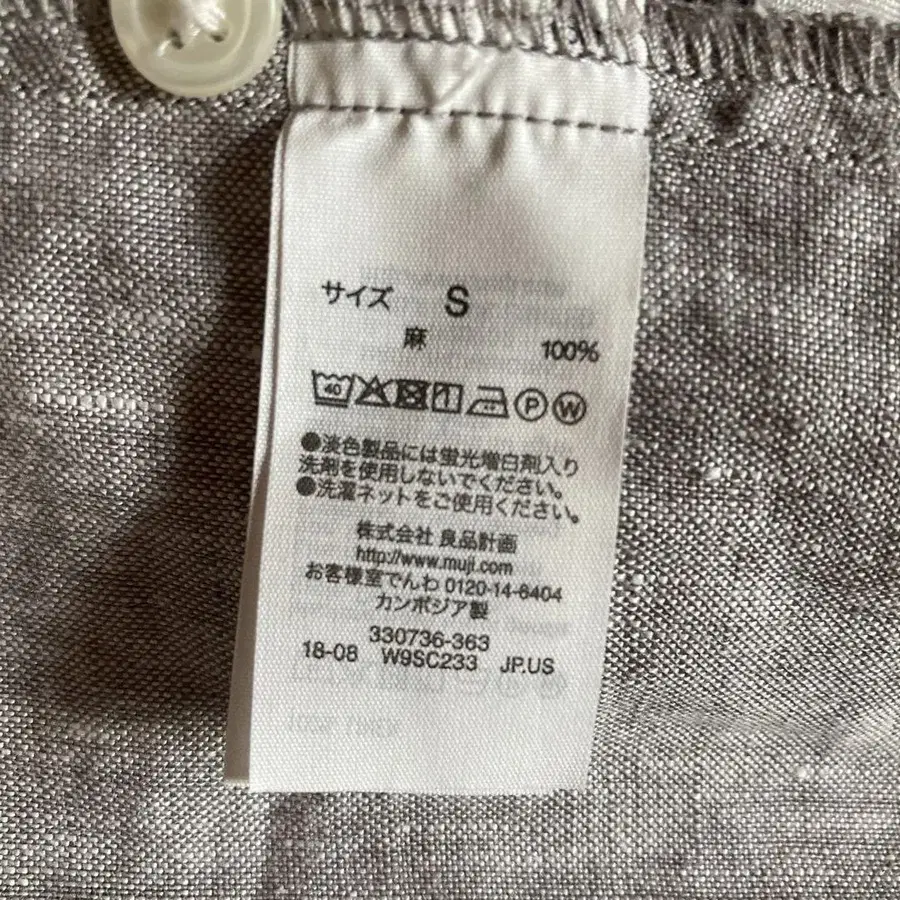 サイズ S
麻 100%
40 P W
●淡色製品には蛍光増白剤入り
洗剤を使用しないでください。
●洗濯ネットをご使用ください。
株式会社 良品計画
http://www.muji.com
お客様室でんわ 0120-14-6404
カンボジア製
330736-363
18-08 W9SC233 JP.US